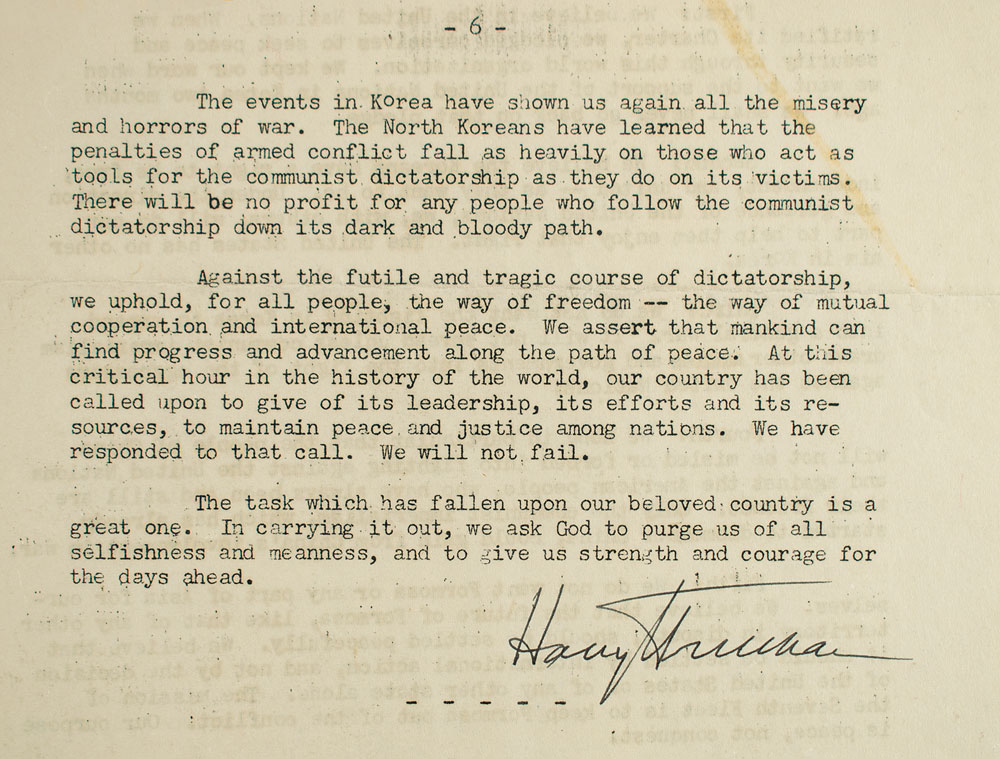 - 6 -
The events in Korea have shown us again all the misery
and horrors of war. The North Koreans have learned that the
penalties of armed conflict fall as heavily on those who act as
tools for the communist dictatorship as they do on its victims.
There will be no profit for any people who follow the communist
dictatorship down its dark and bloody path.
Against the futile and tragic course of dictatorship,
we uphold, for all people, the way of freedom -- the way of mutual
cooperation and international peace. We assert that mankind can
find progress and advancement along the path of peace. At this
critical hour in the history of the world, our country has been
called upon to give of its leadership, its efforts and its re-
sources, to maintain peace and justice among nations. We have
responded to that call. We will not fail.
The task which has fallen upon our beloved country is a
great one. In carrying it out, we ask God to purge us of all
selfishness and meanness, and to give us strength and courage for
the days ahead.
Harry Truman
- - - - -